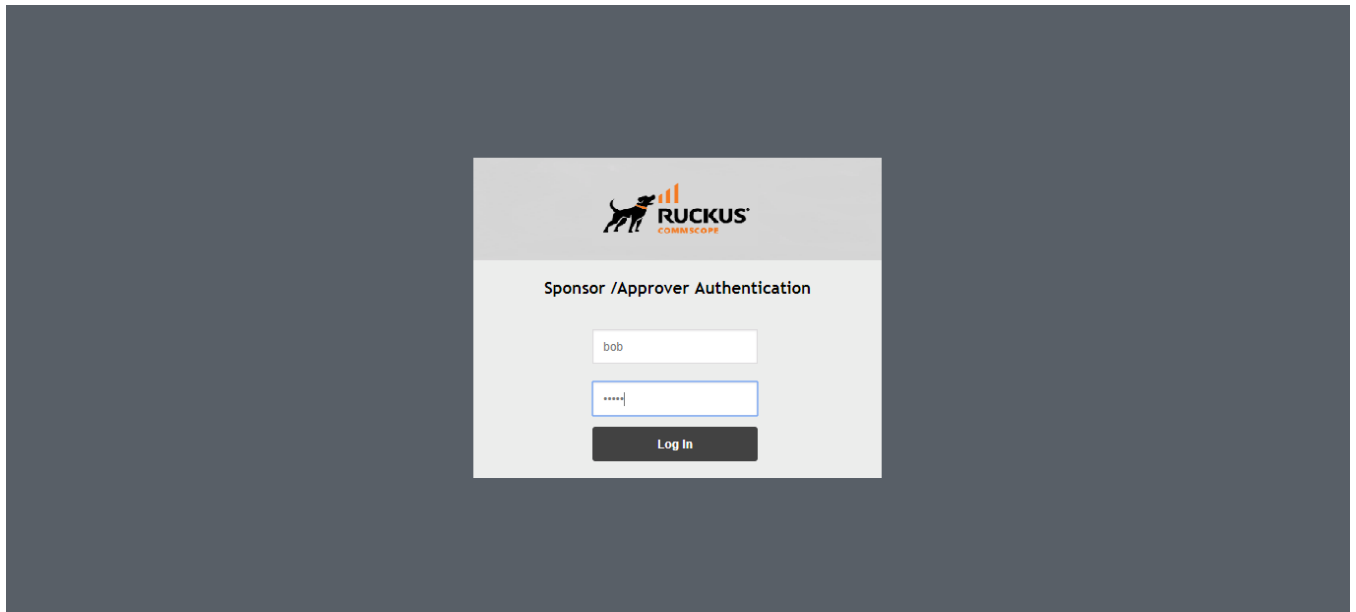 RUCKUS®
COMMSCOPE
Sponsor /Approver Authentication
bob
•••••
Log In